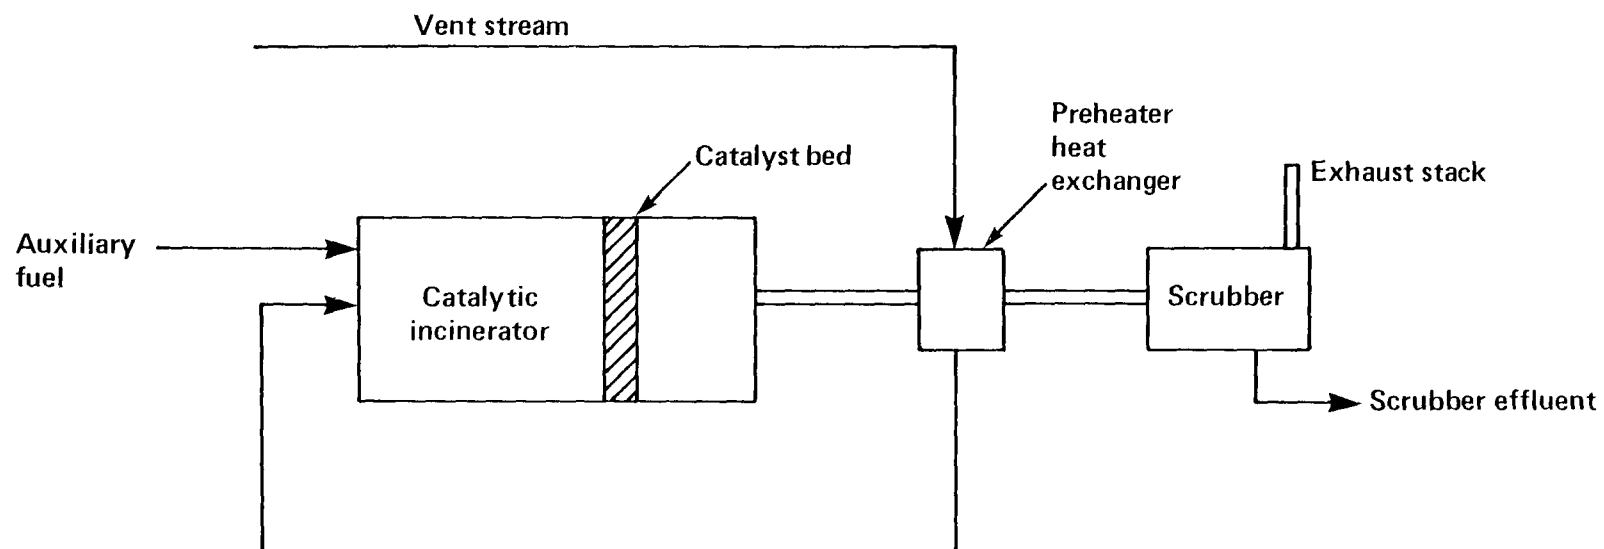 Vent stream
Preheater
heat
exchanger
Catalyst bed
Exhaust stack
Auxiliary
fuel
Catalytic
incinerator
Scrubber
Scrubber effluent